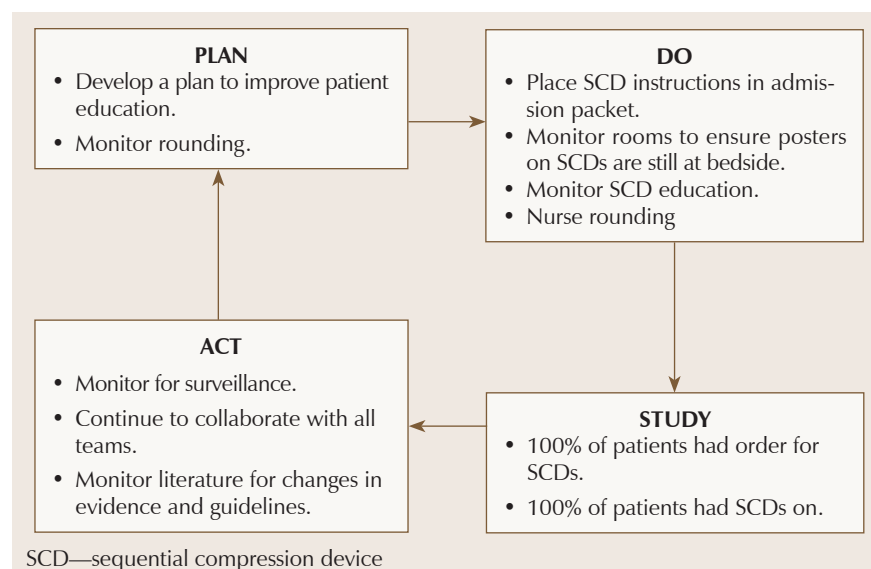 PLAN
• Develop a plan to improve patient
education.
• Monitor rounding.
DO
• Place SCD instructions in admis-
sion packet.
• Monitor rooms to ensure posters
on SCDs are still at bedside.
• Monitor SCD education.
• Nurse rounding
STUDY
• 100% of patients had order for
SCDs.
• 100% of patients had SCDs on.
ACT
• Monitor for surveillance.
• Continue to collaborate with all
teams.
• Monitor literature for changes in
evidence and guidelines.
SCD—sequential compression device